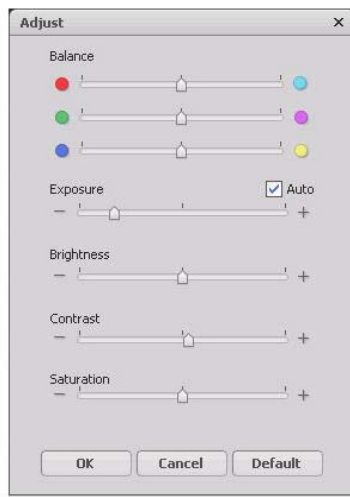 Adjust
Balance
Exposure Auto
Brightness
Contrast
Saturation
OK Cancel Default